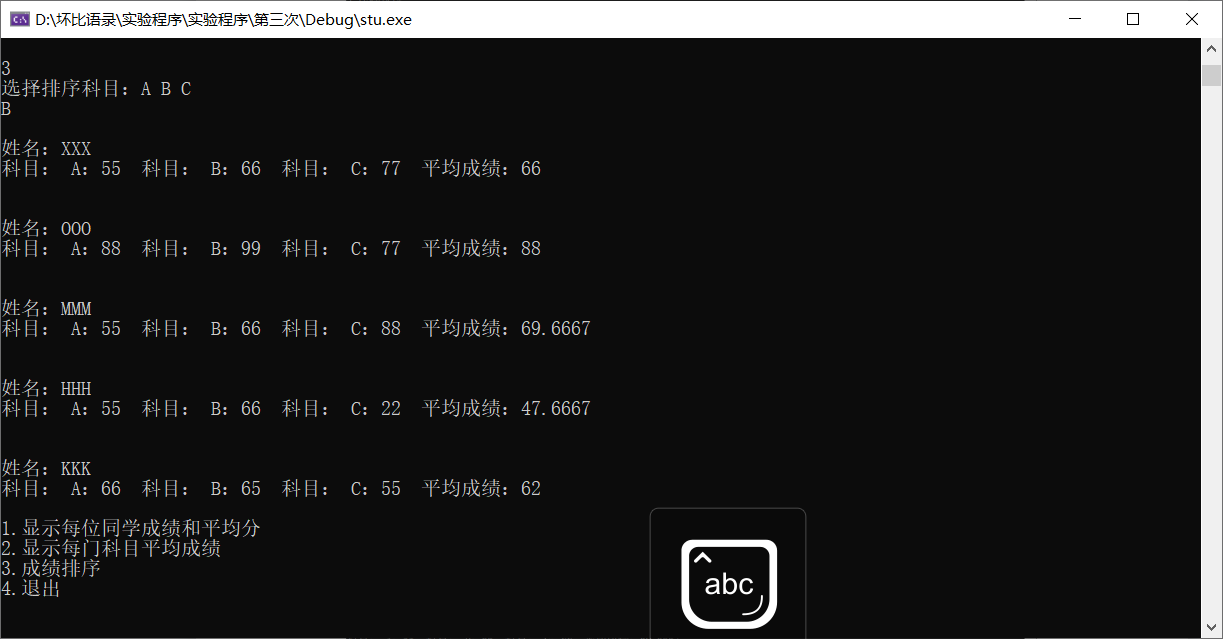 D:\坏比语录\实验程序\实验程序\第三次\Debug\stu.exe
3
选择排序科目：A B C
B
姓名：XXX
科目： A：55 科目： B：66 科目： C：77 平均成绩：66
姓名：OOO
科目： A：88 科目： B：99 科目： C：77 平均成绩：88
姓名：MMM
科目： A：55 科目： B：66 科目： C：88 平均成绩：69.6667
姓名：HHH
科目： A：55 科目： B：66 科目： C：22 平均成绩：47.6667
姓名：KKK
科目： A：66 科目： B：65 科目： C：55 平均成绩：62
1.显示每位同学成绩和平均分
2.显示每门科目平均成绩
3.成绩排序
4.退出
abc